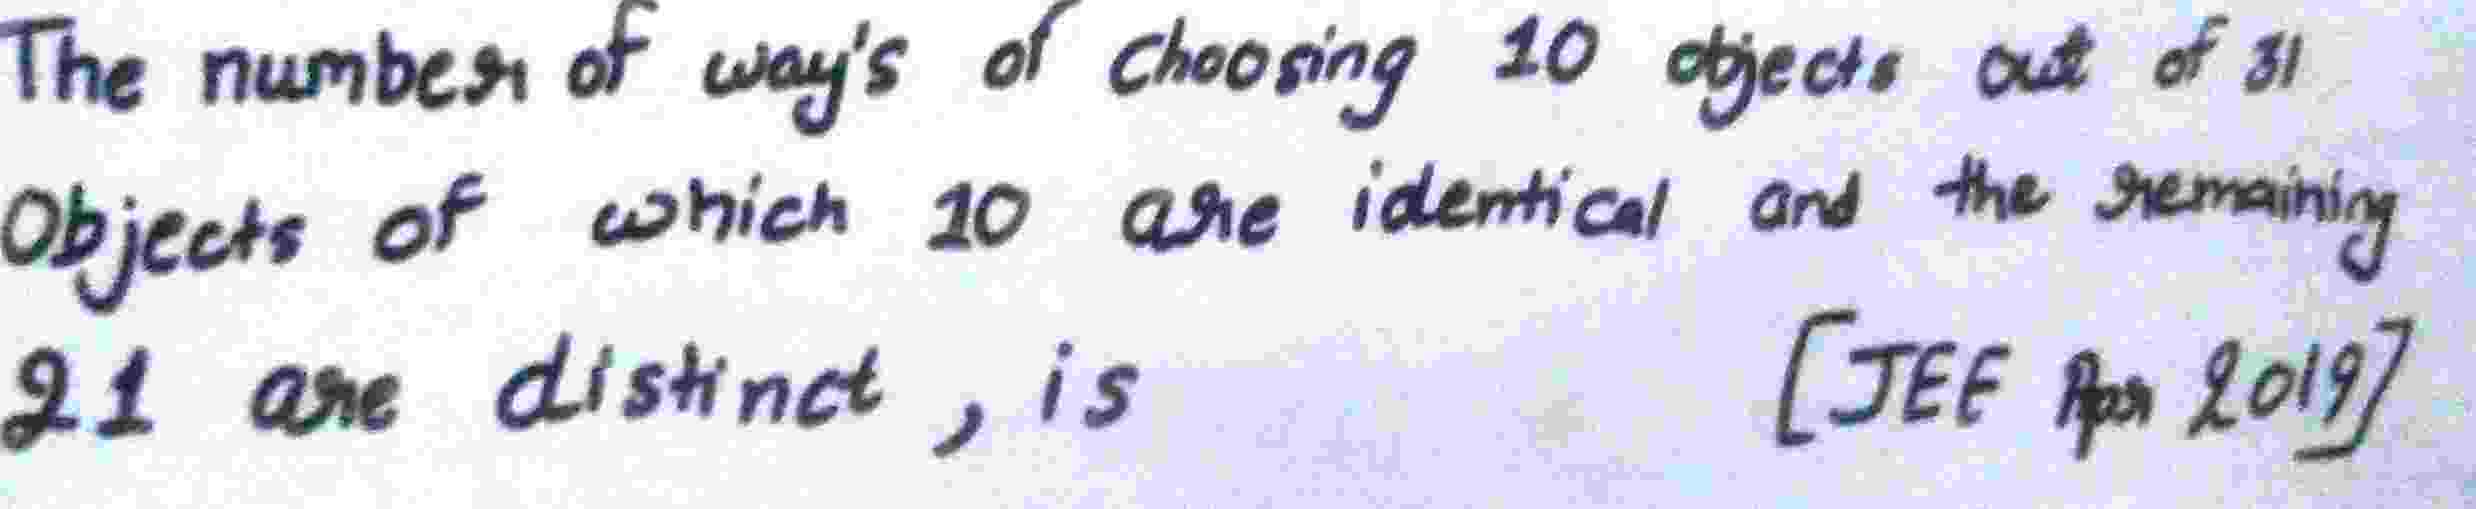 The number of way's of choosing 10 objects out of 31
Objects of which 10 are identical and the remaining
21 are distinct, is [JEE Apr 2019]